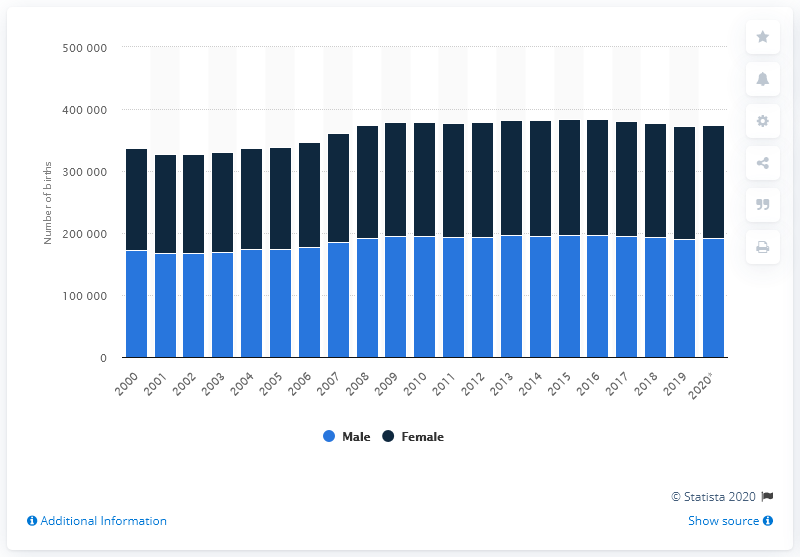 500 000
400 000
300 000
200 000
100 000
0
Number of births
2000 2001 2002 2003 2004 2005 2006 2007 2008 2009 2010 2011 2012 2013 2014 2015 2016 2017 2018 2019 2020*
Male Female
© Statista 2020
Additional Information Show source